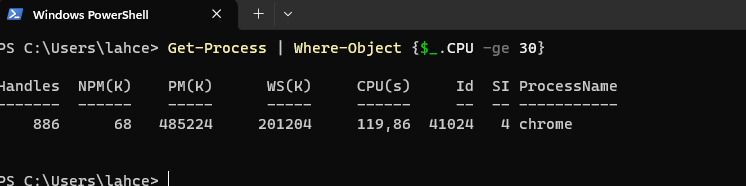 Windows PowerShell
PS C:\Users\lahce> Get-Process | Where-Object {$_.CPU -ge 30}
Handles NPM(K) PM(K) WS(K) CPU(s) Id SI ProcessName
------- ------ ----- ----- ------ -- -- -----------
886 68 485224 201204 119,86 41024 4 chrome
PS C:\Users\lahce>